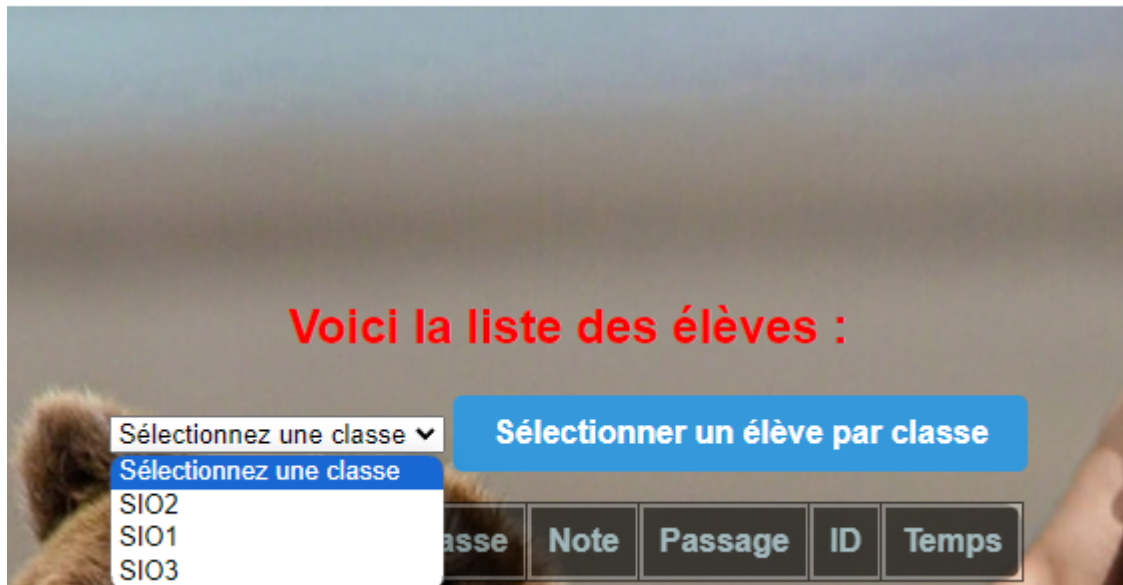 Voici la liste des élèves :
Sélectionnez une classe
Sélectionner un élève par classe
Sélectionnez une classe
SIO2
SIO1
SIO3
Note Passage ID Temps